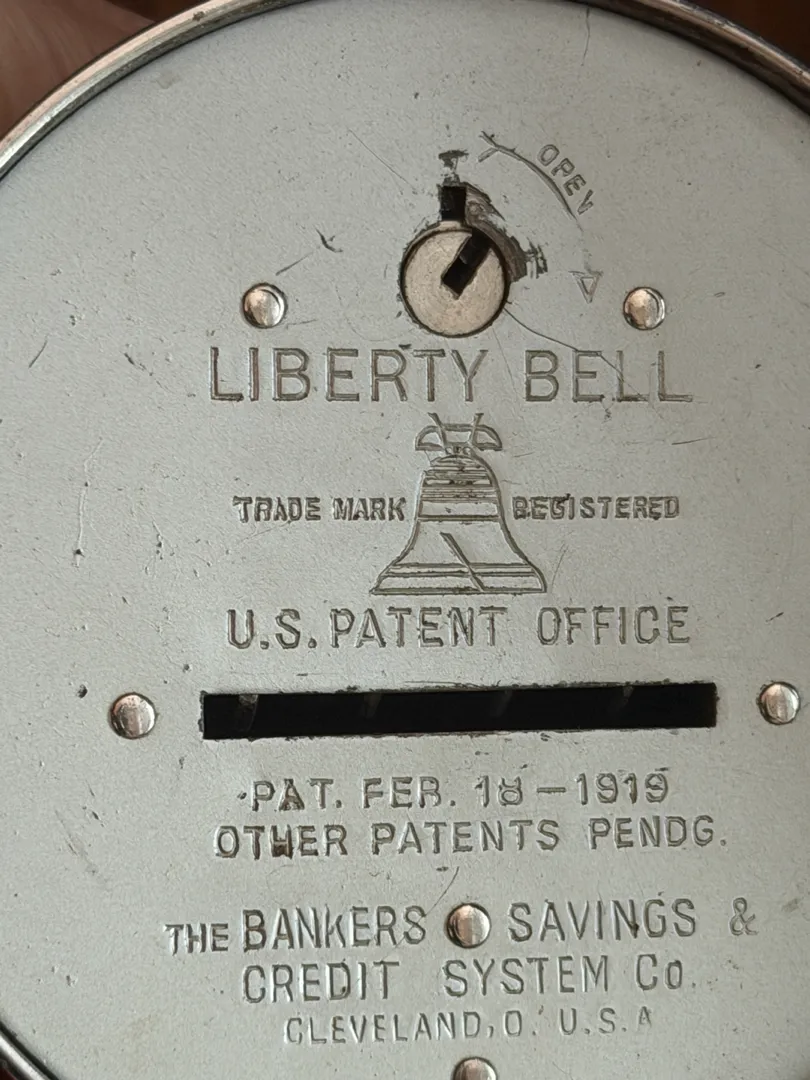 OPEN
LIBERTY BELL
TRADE MARK REGISTERED
U.S. PATENT OFFICE
PAT. FEB. 18-1919
OTHER PATENTS PENDG.
THE BANKERS SAVINGS &
CREDIT SYSTEM Co.
CLEVELAND, O. U.S.A